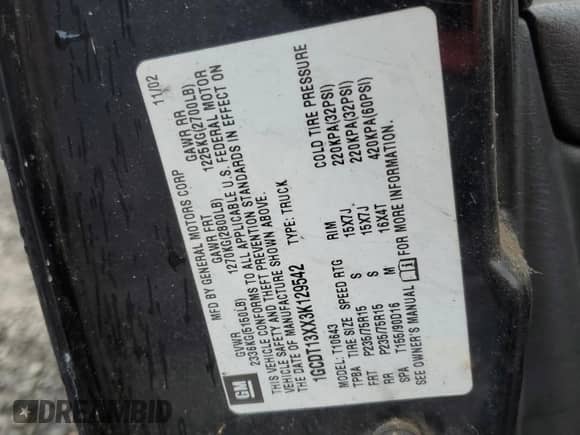 GM
MFD BY GENERAL MOTORS CORP 11/02
GVWR GAWR FRT GAWR RR
2336KG(5150LB) 1270KG(2800LB) 1225KG(2700LB)
THIS VEHICLE CONFORMS TO ALL APPLICABLE U.S. FEDERAL MOTOR
VEHICLE SAFETY AND THEFT PREVENTION STANDARDS IN EFFECT ON
THE DATE OF MANUFACTURE SHOWN ABOVE.
1GCDT13XX3K129542 TYPE: TRUCK
MODEL: T10643
TPBA TIRE SIZE SPEED RTG RIM COLD TIRE PRESSURE
FRT P235/75R15 S 15X7J 220KPA(32PSI)
RR P235/75R15 S 15X7J 220KPA(32PSI)
SPA T155/90D16 M 16X4T 420KPA(60PSI)
SEE OWNER'S MANUAL FOR MORE INFORMATION.
DREAMBID